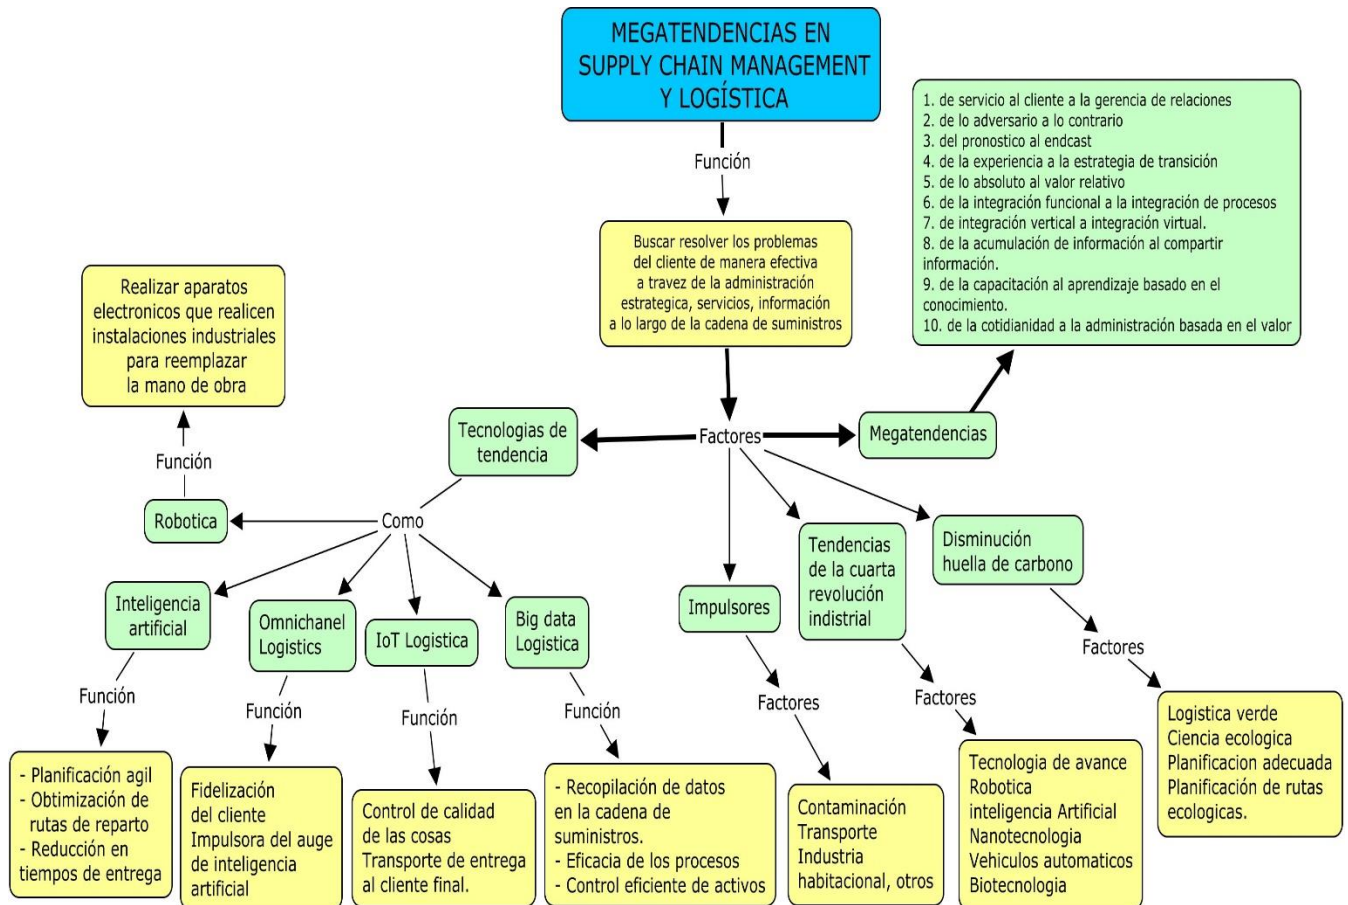 MEGATENDENCIAS EN
SUPPLY CHAIN MANAGEMENT
Y LOGÍSTICA
Función
Buscar resolver los problemas
del cliente de manera efectiva
a travez de la administración
estrategica, servicios, información
a lo largo de la cadena de suministros
1. de servicio al cliente a la gerencia de relaciones
2. de lo adversario a lo contrario
3. del pronostico al endcast
4. de la experiencia a la estrategia de transición
5. de lo absoluto al valor relativo
6. de la integración funcional a la integración de procesos
7. de integración vertical a integración virtual.
8. de la acumulación de información al compartir
información.
9. de la capacitación al aprendizaje basado en el
conocimiento.
10. de la cotidianidad a la administración basada en el valor
Factores
Megatendencias
Tecnologias de
tendencia
Realizar aparatos
electronicos que realicen
instalaciones industriales
para reemplazar
la mano de obra
Función
Robotica
Como
Inteligencia
artificial
Omnichanel
Logistics
IoT Logistica
Big data
Logistica
Impulsores
Tendencias
de la cuarta
revolución
indistrial
Disminución
huella de carbono
Función
Función
Función
Función
Factores
Factores
Factores
- Planificación agil
- Obtimización de
rutas de reparto
- Reducción en
tiempos de entrega
Fidelización
del cliente
Impulsora del auge
de inteligencia
artificial
Control de calidad
de las cosas
Transporte de entrega
al cliente final.
- Recopilación de datos
en la cadena de
suministros.
- Eficacia de los procesos
- Control eficiente de activos
Contaminación
Transporte
Industria
habitacional, otros
Tecnologia de avance
Robotica
inteligencia Artificial
Nanotecnologia
Vehiculos automaticos
Biotecnologia
Logistica verde
Ciencia ecologica
Planificacion adecuada
Planificación de rutas
ecologicas.